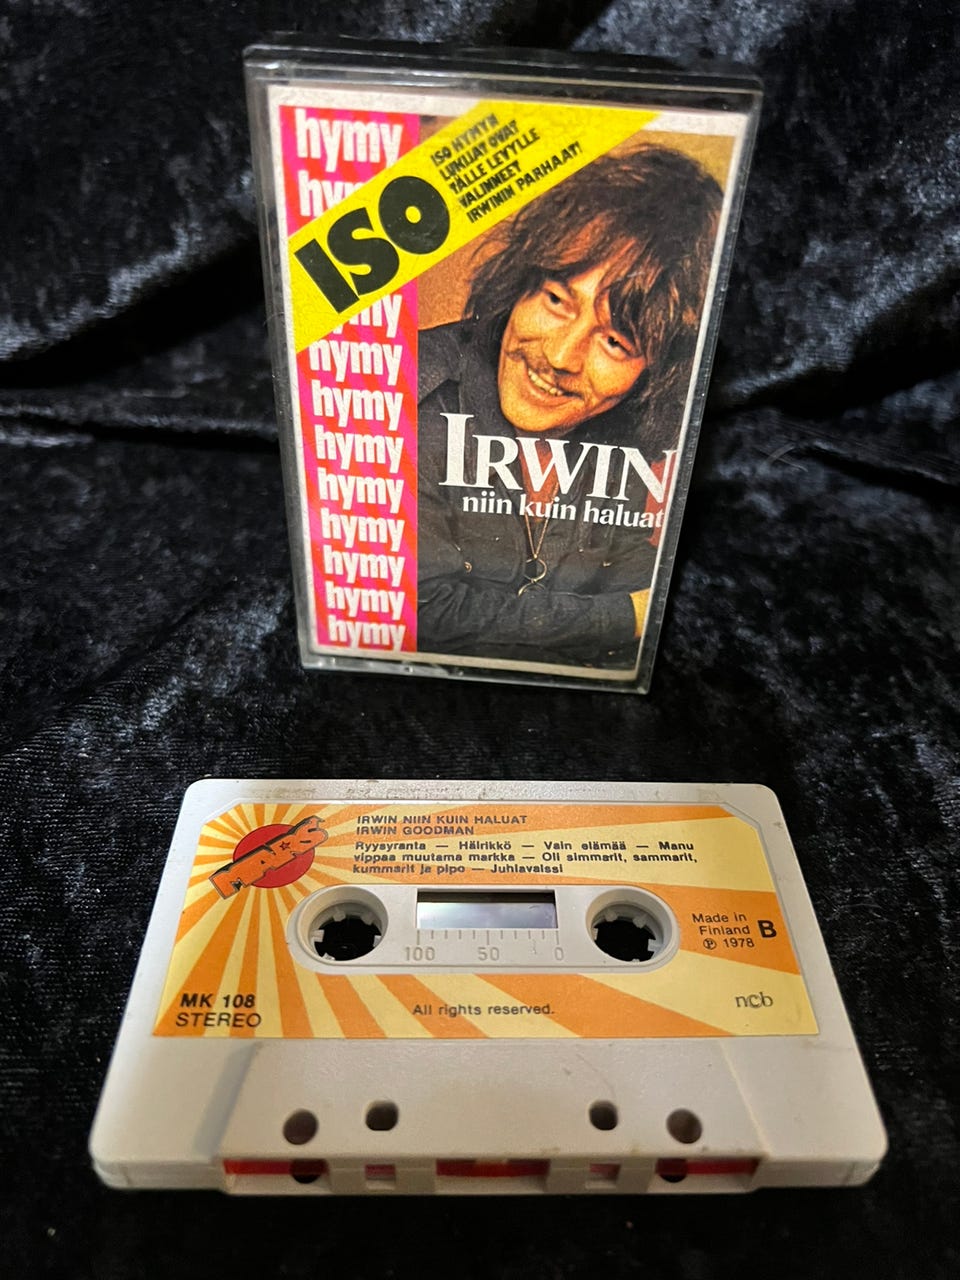 hymy
hy
ISO
ISO HYMYN
LUKIJAT OVAT
TÄLLE LEVYLLE
VALINNEET
IRWININ PARHAAT!
hymy
hymy
hymy
hymy
hymy
hymy
hymy
hymy
hymy
IRWIN
niin kuin haluat
MARS
IRWIN NIIN KUIN HALUAT
IRWIN GOODMAN
Ryysyranta — Häirikkö — Vain elämää — Manu
vippaa muutama markka — Oli simmarit, sammarit,
kummarit ja pipo — Juhlavalssi
100 50 0
Made in
Finland B
℗ 1978
MK 108
STEREO
All rights reserved.
ncb